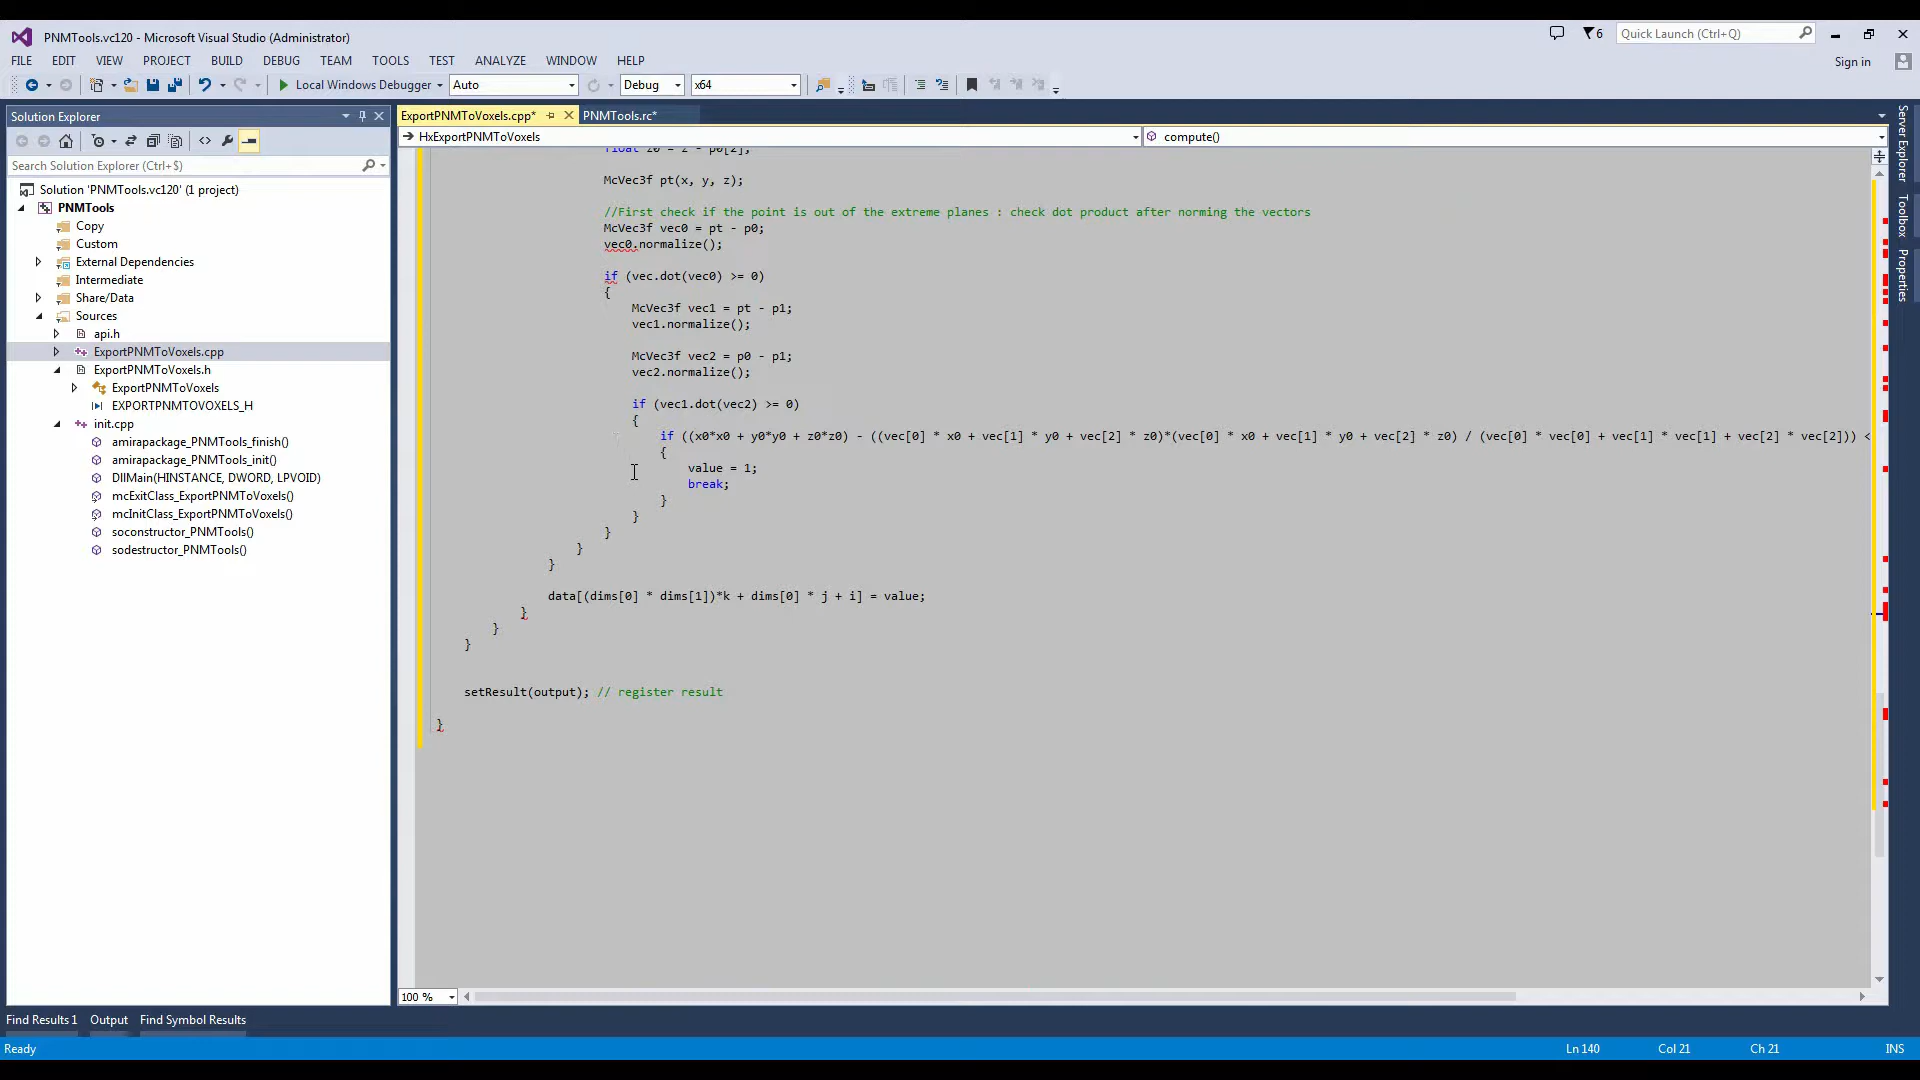 PNMTools.vc120 - Microsoft Visual Studio (Administrator)
6
Quick Launch (Ctrl+Q)
FILE EDIT VIEW PROJECT BUILD DEBUG TEAM TOOLS TEST ANALYZE WINDOW HELP
Sign in
Local Windows Debugger Auto Debug x64
Solution Explorer
Search Solution Explorer (Ctrl+$)
Solution 'PNMTools.vc120' (1 project)
PNMTools
Copy
Custom
External Dependencies
Intermediate
Share/Data
Sources
api.h
ExportPNMToVoxels.cpp
ExportPNMToVoxels.h
ExportPNMToVoxels
EXPORTPNMTOVOXELS_H
init.cpp
amirapackage_PNMTools_finish()
amirapackage_PNMTools_init()
DllMain(HINSTANCE, DWORD, LPVOID)
mcExitClass_ExportPNMToVoxels()
mcInitClass_ExportPNMToVoxels()
soconstructor_PNMTools()
sodestructor_PNMTools()
ExportPNMToVoxels.cpp* PNMTools.rc*
HxExportPNMToVoxels compute()
float z0 = z - p0[2];
McVec3f pt(x, y, z);
//First check if the point is out of the extreme planes : check dot product after norming the vectors
McVec3f vec0 = pt - p0;
vec0.normalize();
if (vec.dot(vec0) >= 0)
{
McVec3f vec1 = pt - p1;
vec1.normalize();
McVec3f vec2 = p0 - p1;
vec2.normalize();
if (vec1.dot(vec2) >= 0)
{
if ((x0*x0 + y0*y0 + z0*z0) - ((vec[0] * x0 + vec[1] * y0 + vec[2] * z0)*(vec[0] * x0 + vec[1] * y0 + vec[2] * z0) / (vec[0] * vec[0] + vec[1] * vec[1] + vec[2] * vec[2])) <
{
value = 1;
break;
}
}
}
}
}
data[(dims[0] * dims[1])*k + dims[0] * j + i] = value;
}
}
}
setResult(output); // register result
}
100 %
Server Explorer
Toolbox
Properties
Find Results 1 Output Find Symbol Results
Ready Ln 140 Col 21 Ch 21 INS